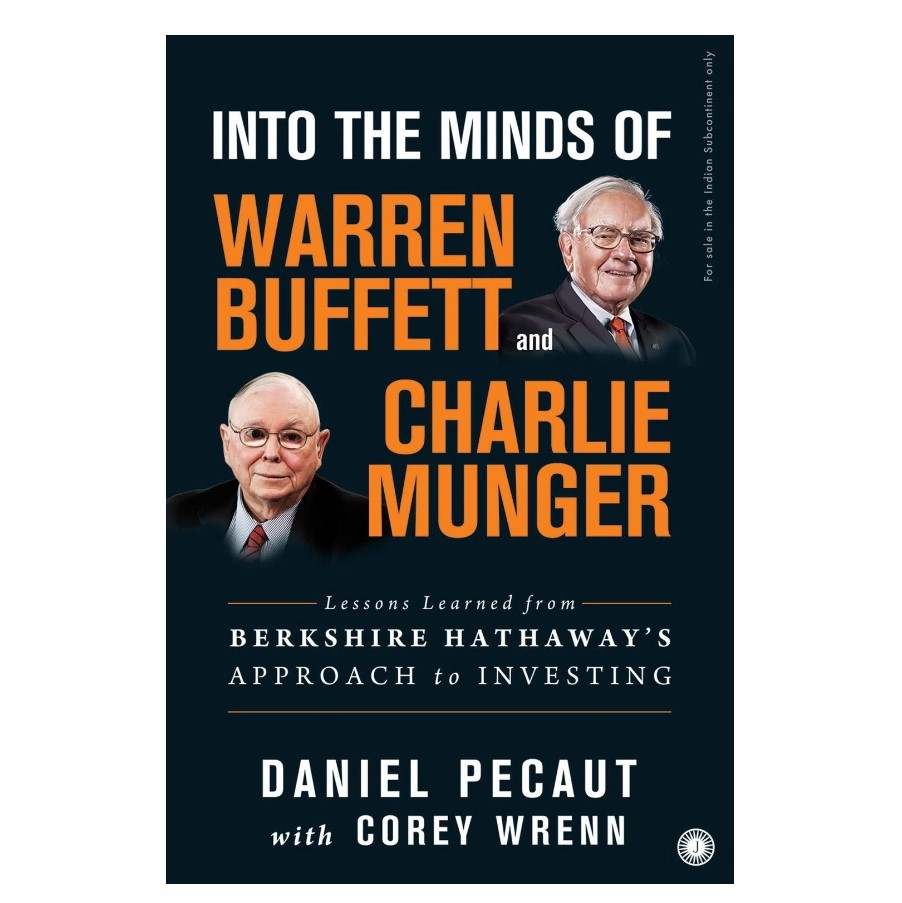 For sale in the Indian Subcontinent only
INTO THE MINDS OF
WARREN
BUFFETT and
CHARLIE
MUNGER
Lessons Learned from
BERKSHIRE HATHAWAY'S
APPROACH to INVESTING
DANIEL PECAUT
with COREY WRENN
J